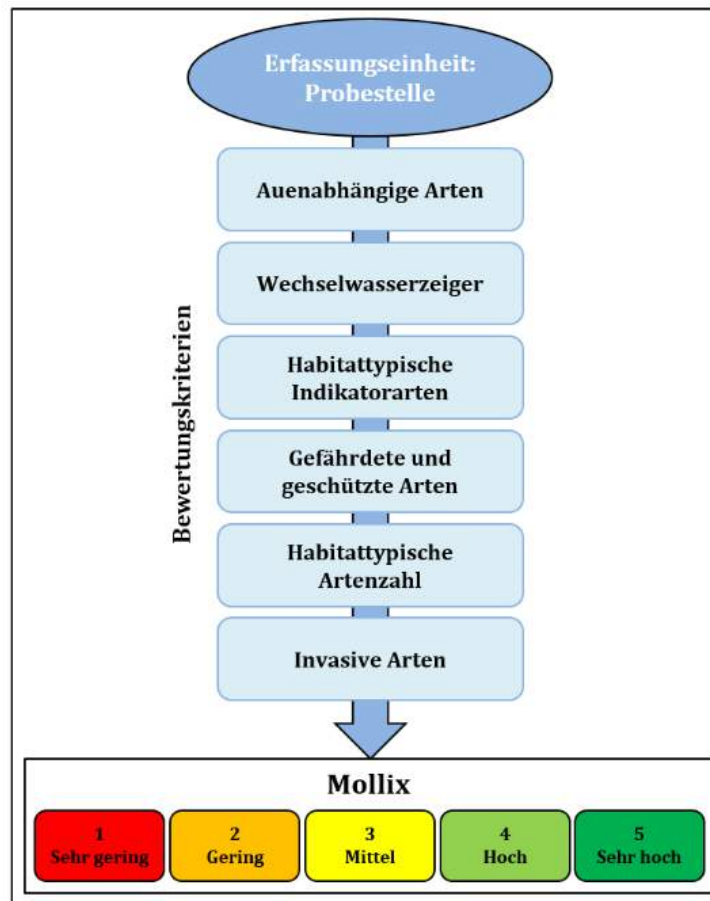 Erfassungseinheit:
Probestelle
Bewertungskriterien
Auenabhängige Arten
Wechselwasserzeiger
Habitattypische
Indikatorarten
Gefährdete und
geschützte Arten
Habitattypische
Artenzahl
Invasive Arten
Mollix
1
Sehr gering
2
Gering
3
Mittel
4
Hoch
5
Sehr hoch